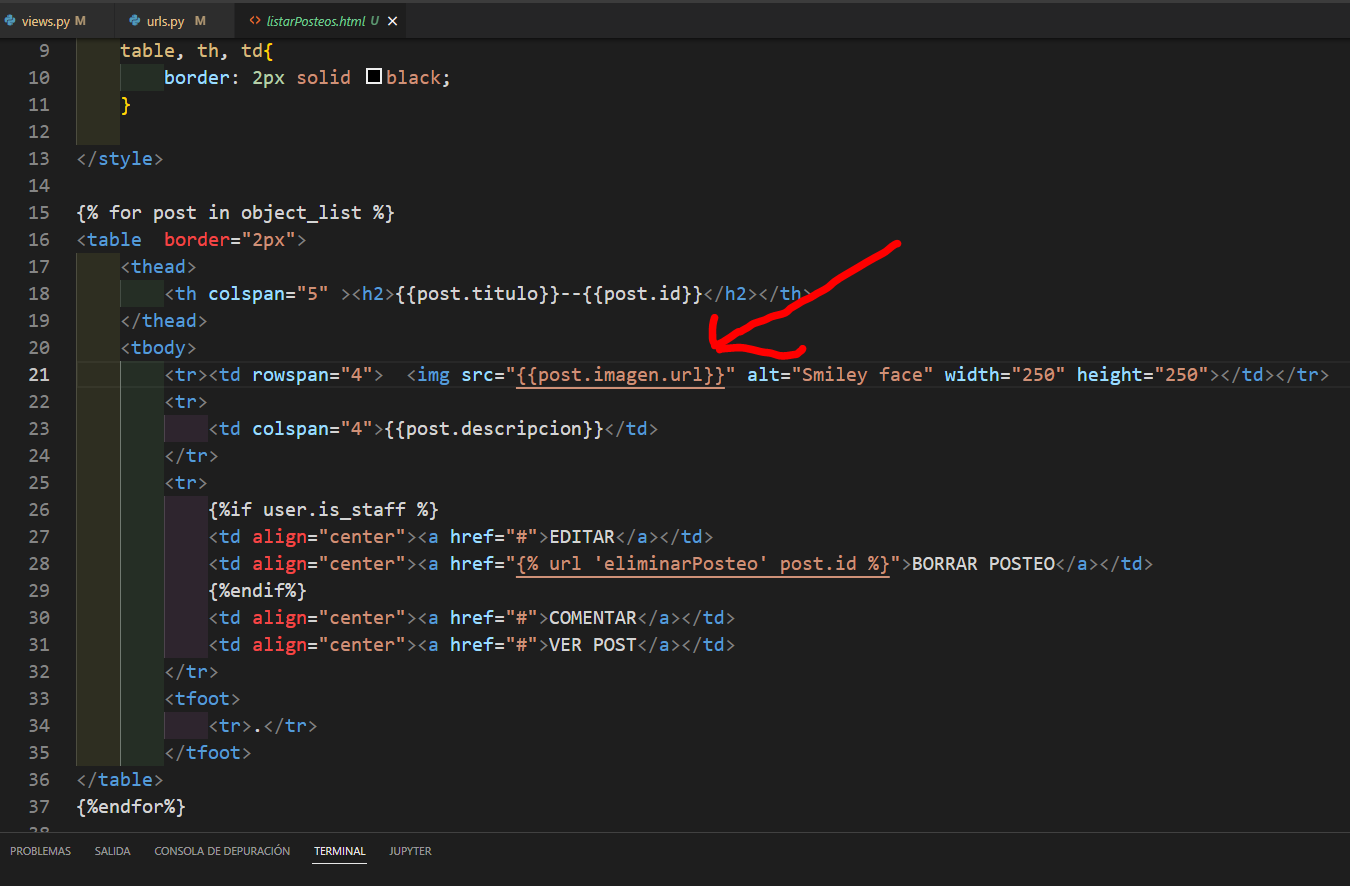 views.py M urls.py M <> listarPosteos.html U ×
9 table, th, td{
10 border: 2px solid black;
11 }
12
13 </style>
14
15 {% for post in object_list %}
16 <table  border="2px">
17 <thead>
18 <th colspan="5" ><h2>{{post.titulo}}--{{post.id}}</h2></th>
19 </thead>
20 <tbody>
21 <tr><td rowspan="4">  <img src="{{post.imagen.url}}" alt="Smiley face" width="250" height="250"></td></tr>
22 <tr>
23 <td colspan="4">{{post.descripcion}}</td>
24 </tr>
25 <tr>
26 {%if user.is_staff %}
27 <td align="center"><a href="#">EDITAR</a></td>
28 <td align="center"><a href="{% url 'eliminarPosteo' post.id %}">BORRAR POSTEO</a></td>
29 {%endif%}
30 <td align="center"><a href="#">COMENTAR</a></td>
31 <td align="center"><a href="#">VER POST</a></td>
32 </tr>
33 <tfoot>
34 <tr>.</tr>
35 </tfoot>
36 </table>
37 {%endfor%}
38
PROBLEMAS SALIDA CONSOLA DE DEPURACIÓN TERMINAL JUPYTER